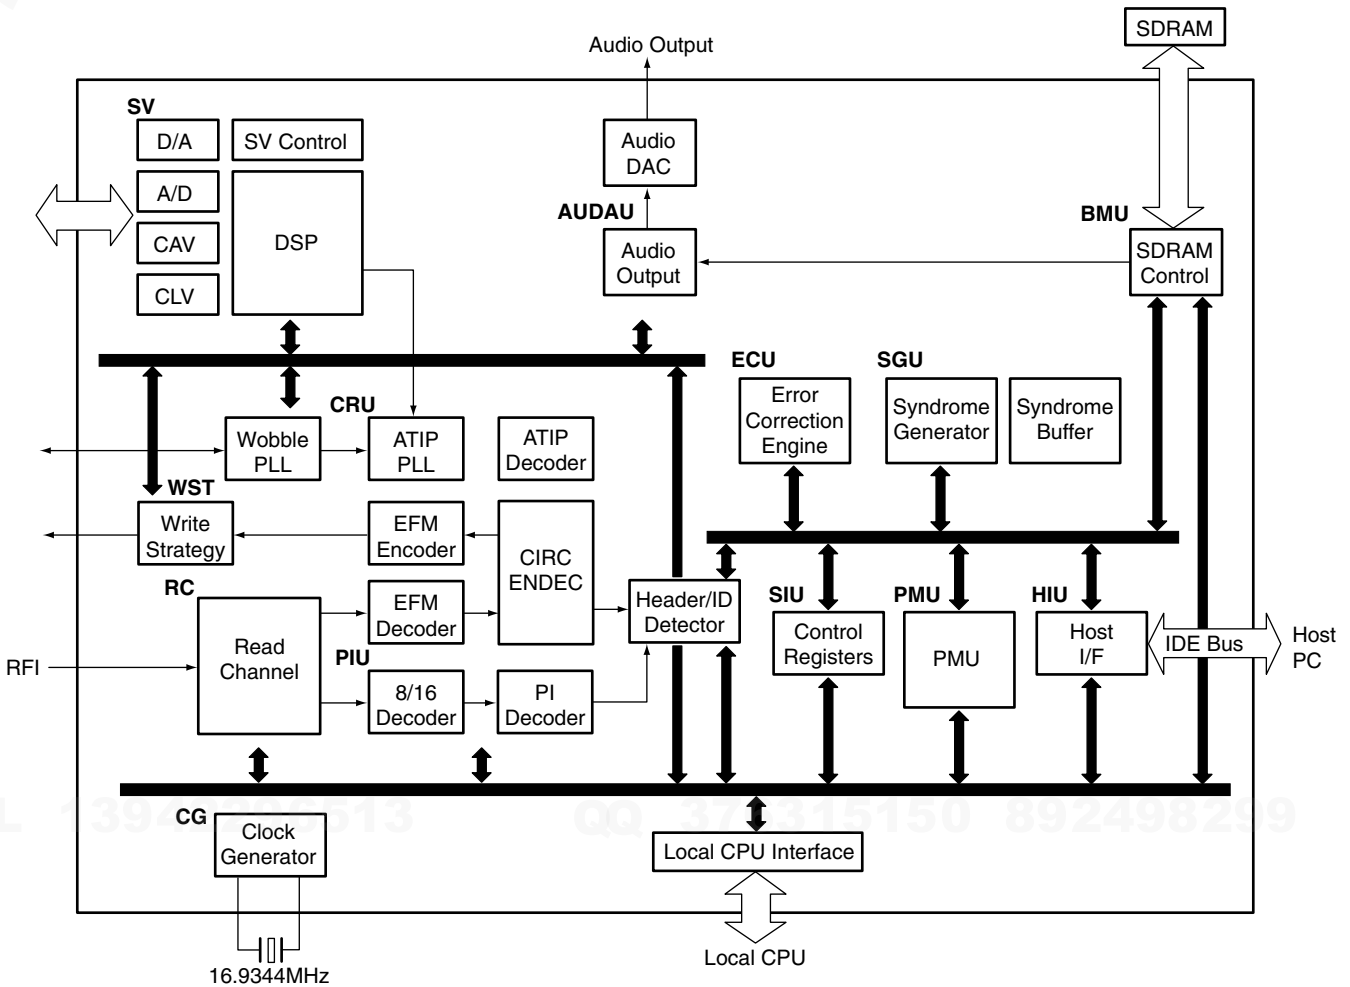 SDRAM
Audio Output
SV
D/A
SV Control
Audio
DAC
A/D
DSP
AUDAU
BMU
CAV
Audio
Output
SDRAM
Control
CLV
ECU
SGU
Error
Correction
Engine
Syndrome
Generator
Syndrome
Buffer
CRU
Wobble
PLL
ATIP
PLL
ATIP
Decoder
WST
Write
Strategy
EFM
Encoder
CIRC
ENDEC
RC
EFM
Decoder
Header/ID
Detector
SIU
PMU
HIU
Control
Registers
PMU
Host
I/F
IDE Bus
Host
PC
RFI
Read
Channel
PIU
8/16
Decoder
PI
Decoder
CG
Clock
Generator
Local CPU Interface
16.9344MHz
Local CPU
QQ 376315150 892498299